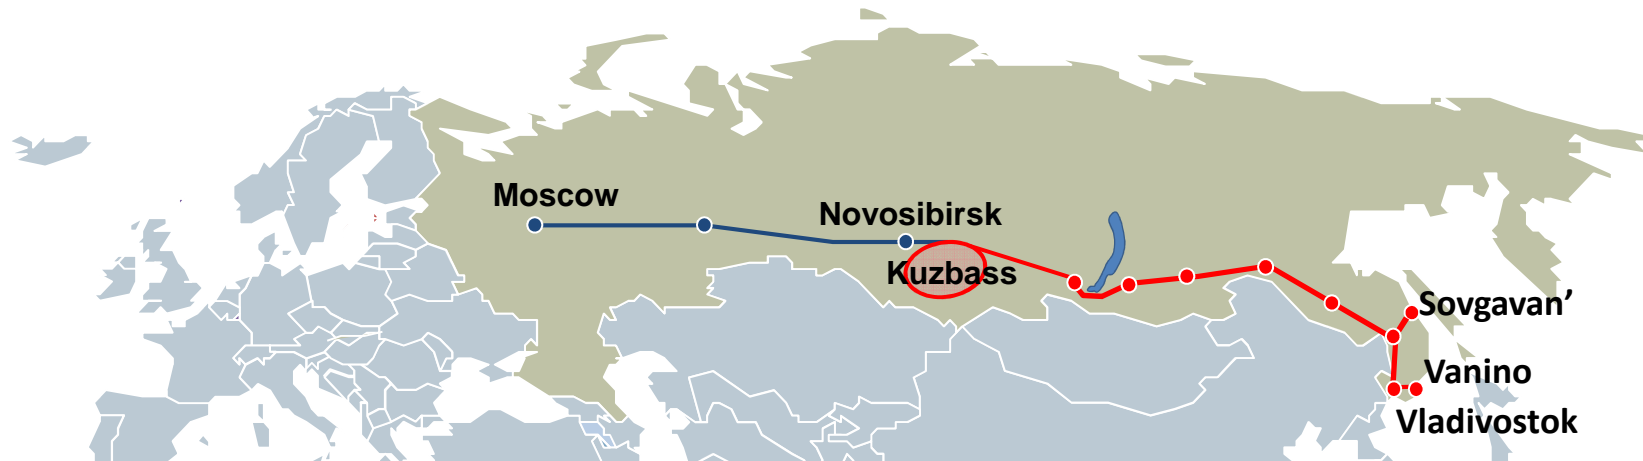 Moscow
Novosibirsk
Kuzbass
Sovgavan’
Vanino
Vladivostok